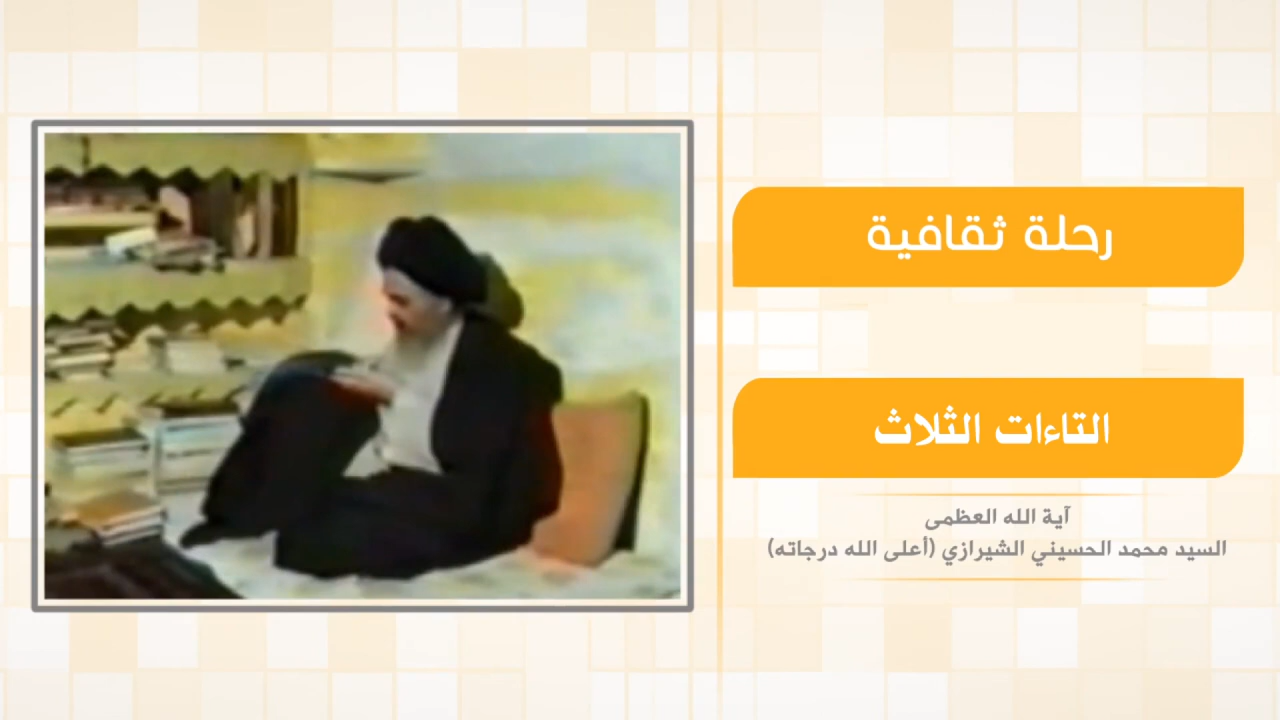 رحلة ثقافية
التاءات الثلاث
آية الله العظمى
السيد محمد الحسيني الشيرازي (أعلى الله درجاته)